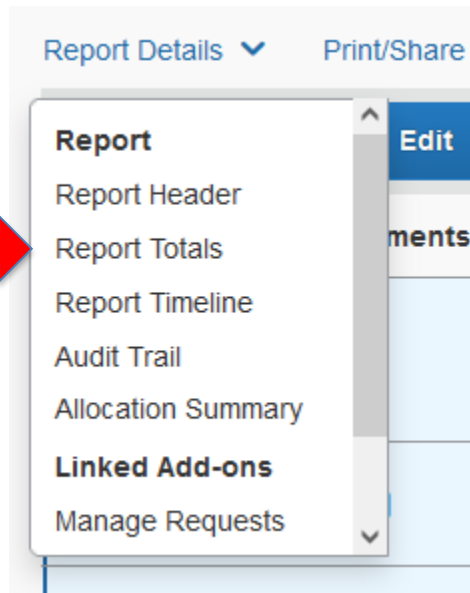 Report Details Print/Share
Report
Edit
Report Header
Report Totals
ments
Report Timeline
Audit Trail
Allocation Summary
Linked Add-ons
Manage Requests